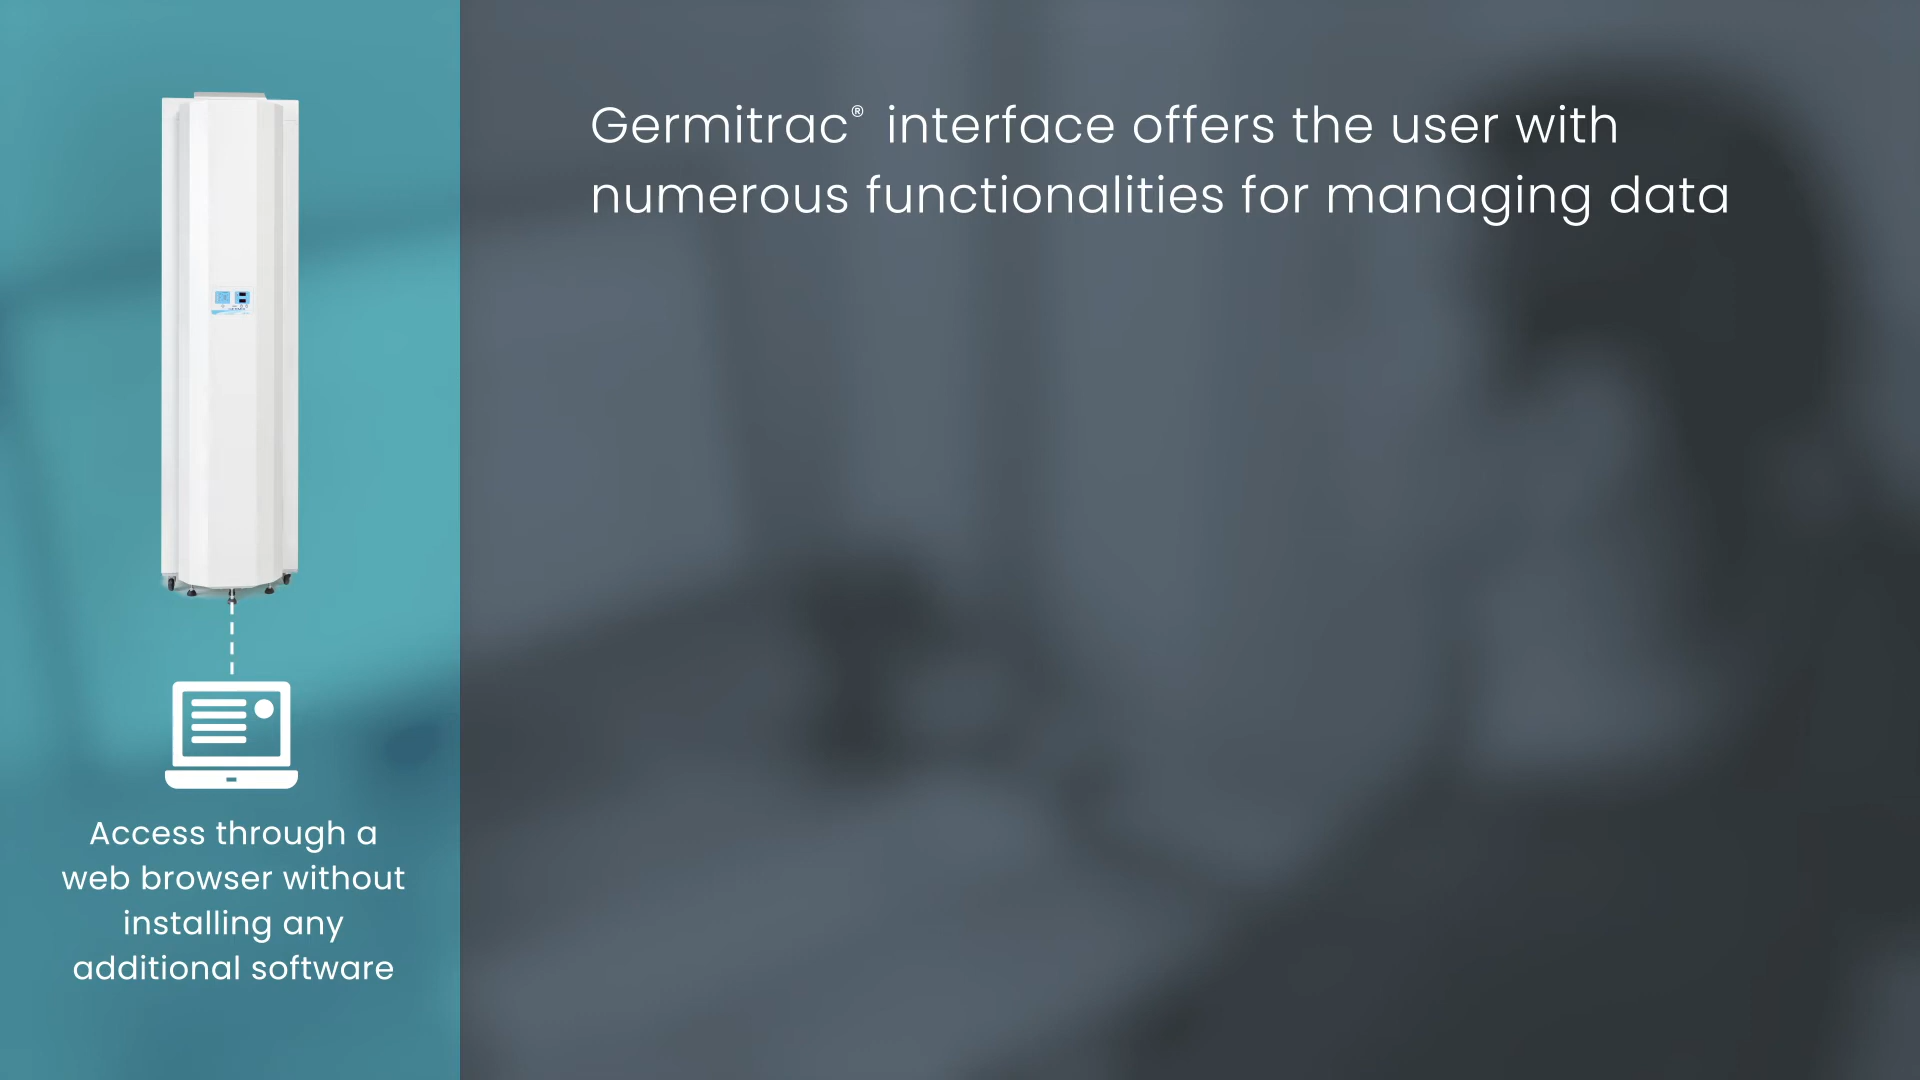 Germitrac® interface offers the user with
numerous functionalities for managing data
Access through a
web browser without
installing any
additional software